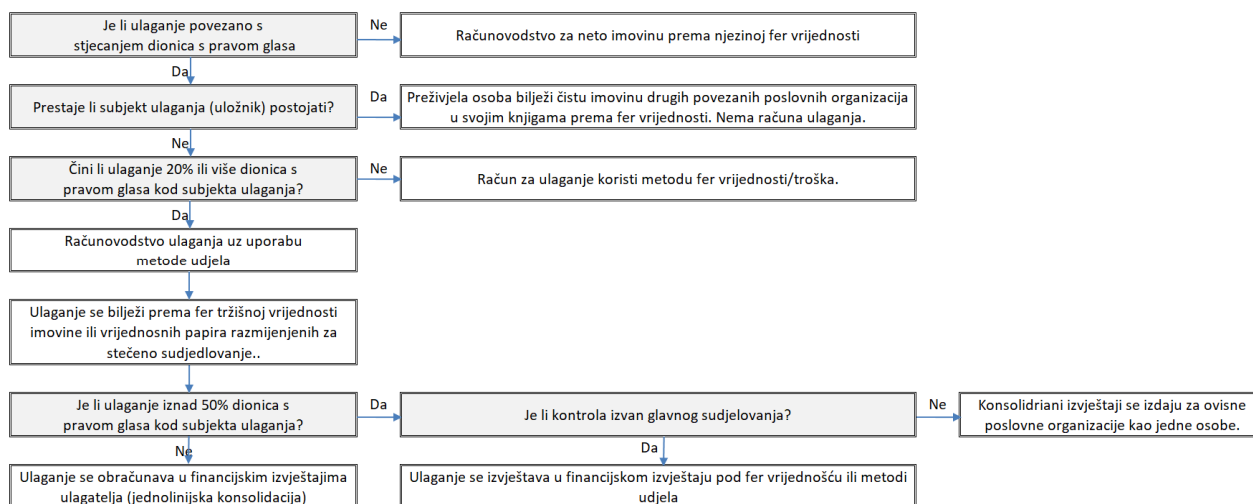 Je li ulaganje povezano s
stjecanjem dionica s pravom glasa
Ne
Računovodstvo za neto imovinu prema njezinoj fer vrijednosti
Da
Prestaje li subjekt ulaganja (uložnik) postojati?
Da
Preživjela osoba bilježi čistu imovinu drugih povezanih poslovnih organizacija
u svojim knjigama prema fer vrijednosti. Nema računa ulaganja.
Ne
Čini li ulaganje 20% ili više dionica s
pravom glasa kod subjekta ulaganja?
Ne
Račun za ulaganje koristi metodu fer vrijednosti/troška.
Da
Računovodstvo ulaganja uz uporabu
metode udjela
Ulaganje se bilježi prema fer tržišnoj vrijednosti
imovine ili vrijednosnih papira razmijenjenih za
stečeno sudjedlovanje..
Je li ulaganje iznad 50% dionica s
pravom glasa kod subjekta ulaganja?
Da
Je li kontrola izvan glavnog sudjelovanja?
Ne
Konsolidriani izvještaji se izdaju za ovisne
poslovne organizacije kao jedne osobe.
Ne
Da
Ulaganje se obračunava u financijskim izvještajima
ulagatelja (jednolinijska konsolidacija)
Ulaganje se izvještava u financijskom izvještaju pod fer vrijednošću ili metodi
udjela